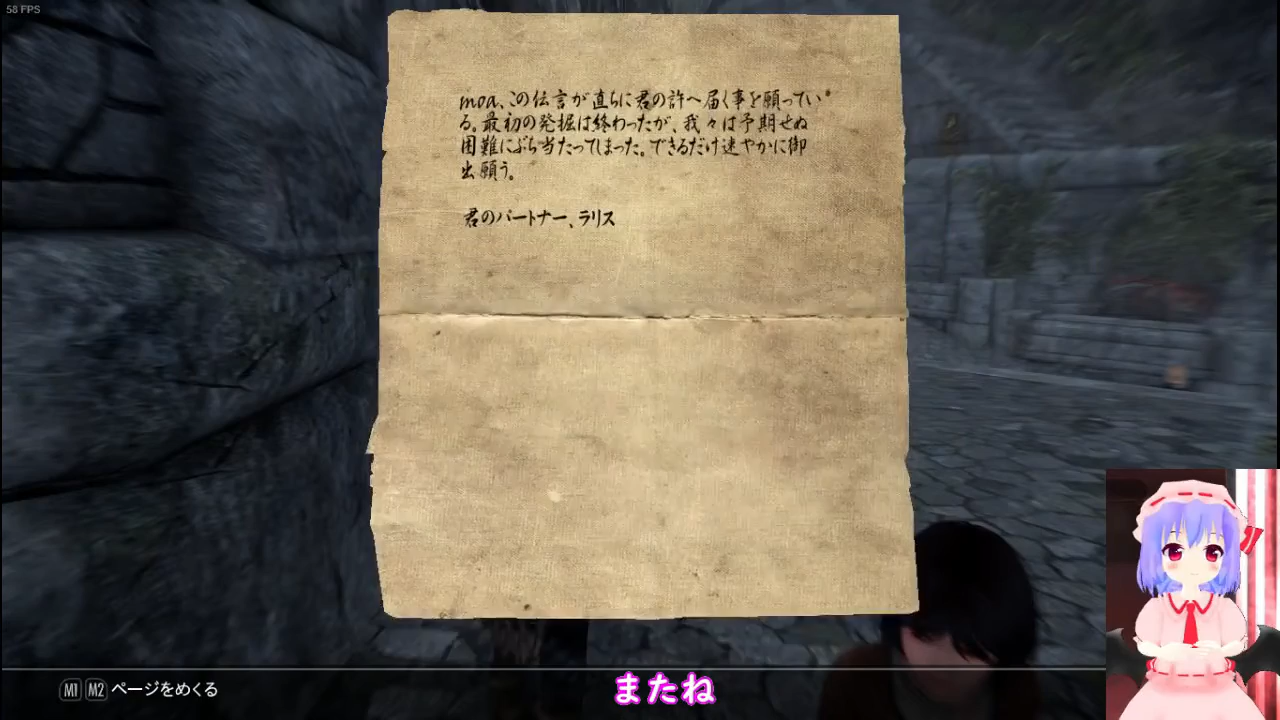 58 FPS
moa、この伝言が直ちに君の許へ届く事を願ってい
る。最初の発掘は終わったが、我々は予期せぬ
困難にぶち当たってしまった。できるだけ速やかに御
出願う。
君のパートナー、ラリス
M1 M2 ページをめくる
またね